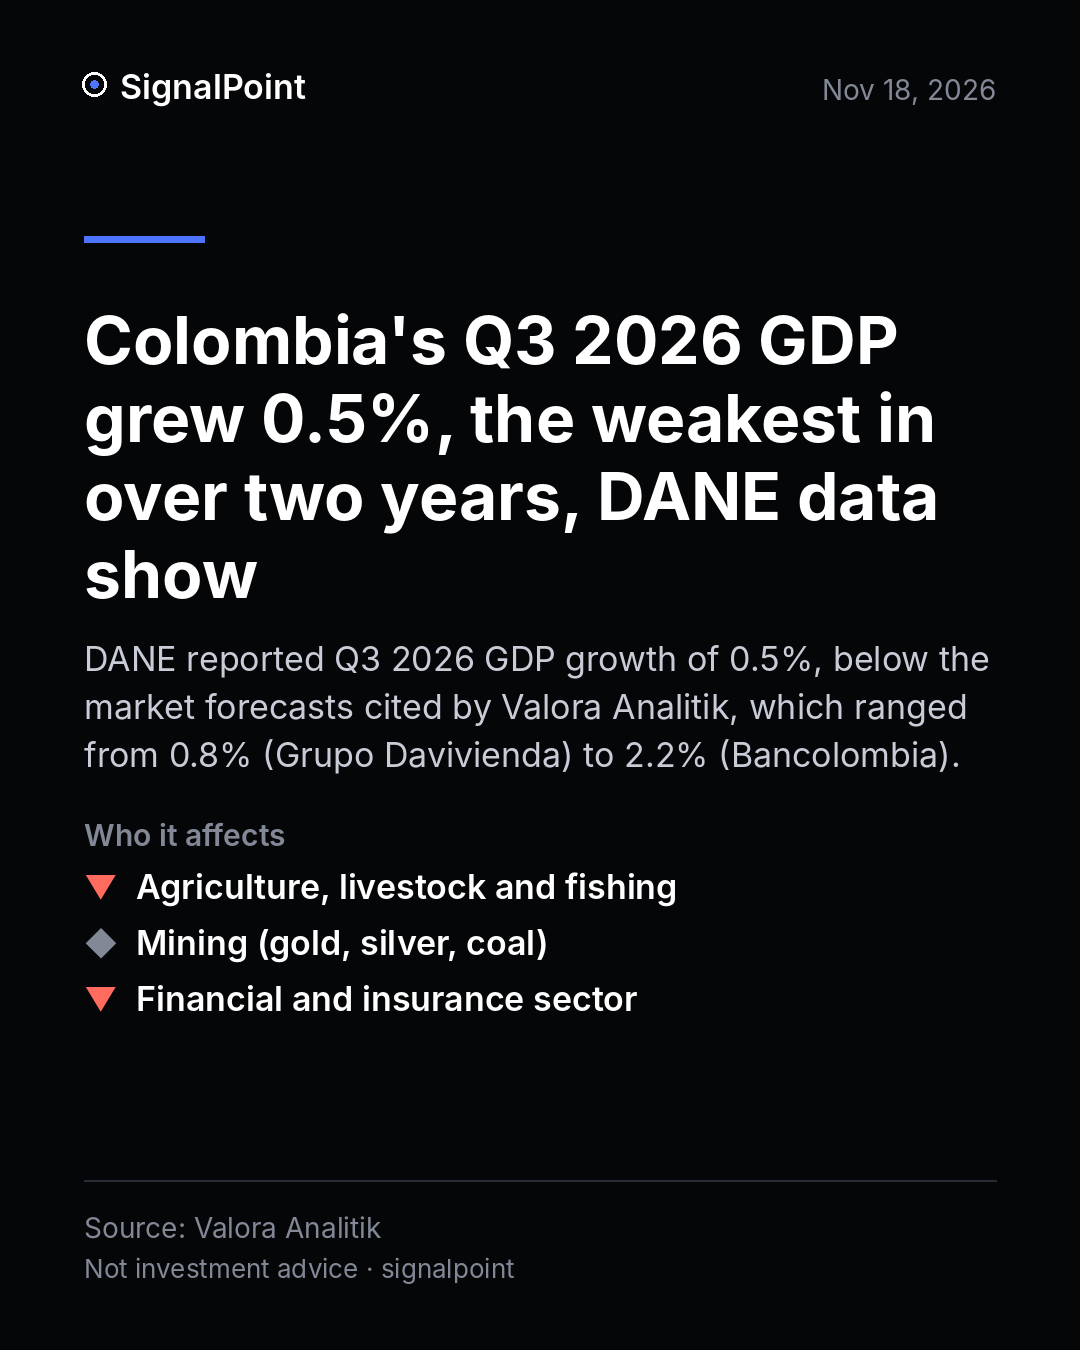 SignalPoint
Nov 18, 2026
Colombia's Q3 2026 GDP
grew 0.5%, the weakest in
over two years, DANE data
show
DANE reported Q3 2026 GDP growth of 0.5%, below the
market forecasts cited by Valora Analitik, which ranged
from 0.8% (Grupo Davivienda) to 2.2% (Bancolombia).
Who it affects
Agriculture, livestock and fishing
Mining (gold, silver, coal)
Financial and insurance sector
Source: Valora Analitik
Not investment advice · signalpoint